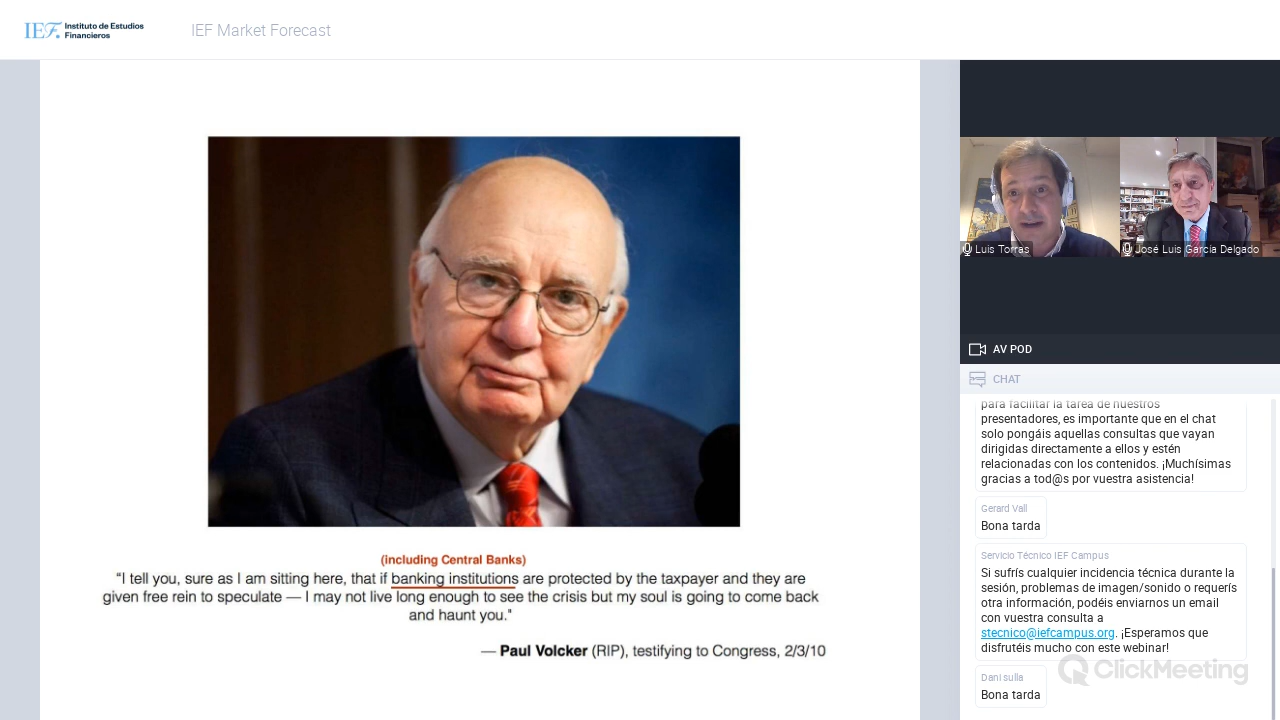 IEF. Instituto de Estudios
Financieros
IEF Market Forecast
(including Central Banks)
“I tell you, sure as I am sitting here, that if banking institutions are protected by the taxpayer and they are
given free rein to speculate — I may not live long enough to see the crisis but my soul is going to come back
and haunt you."
— Paul Volcker (RIP), testifying to Congress, 2/3/10
Luis Torras
José Luis García Delgado
AV POD
CHAT
para facilitar la tarea de nuestros
presentadores, es importante que en el chat
solo pongáis aquellas consultas que vayan
dirigidas directamente a ellos y estén
relacionadas con los contenidos. ¡Muchísimas
gracias a tod@s por vuestra asistencia!
Gerard Vall
Bona tarda
Servicio Técnico IEF Campus
Si sufrís cualquier incidencia técnica durante la
sesión, problemas de imagen/sonido o requerís
otra información, podéis enviarnos un email
con vuestra consulta a
stecnico@iefcampus.org. ¡Esperamos que
disfrutéis mucho con este webinar!
ClickMeeting
Dani sulla
Bona tarda